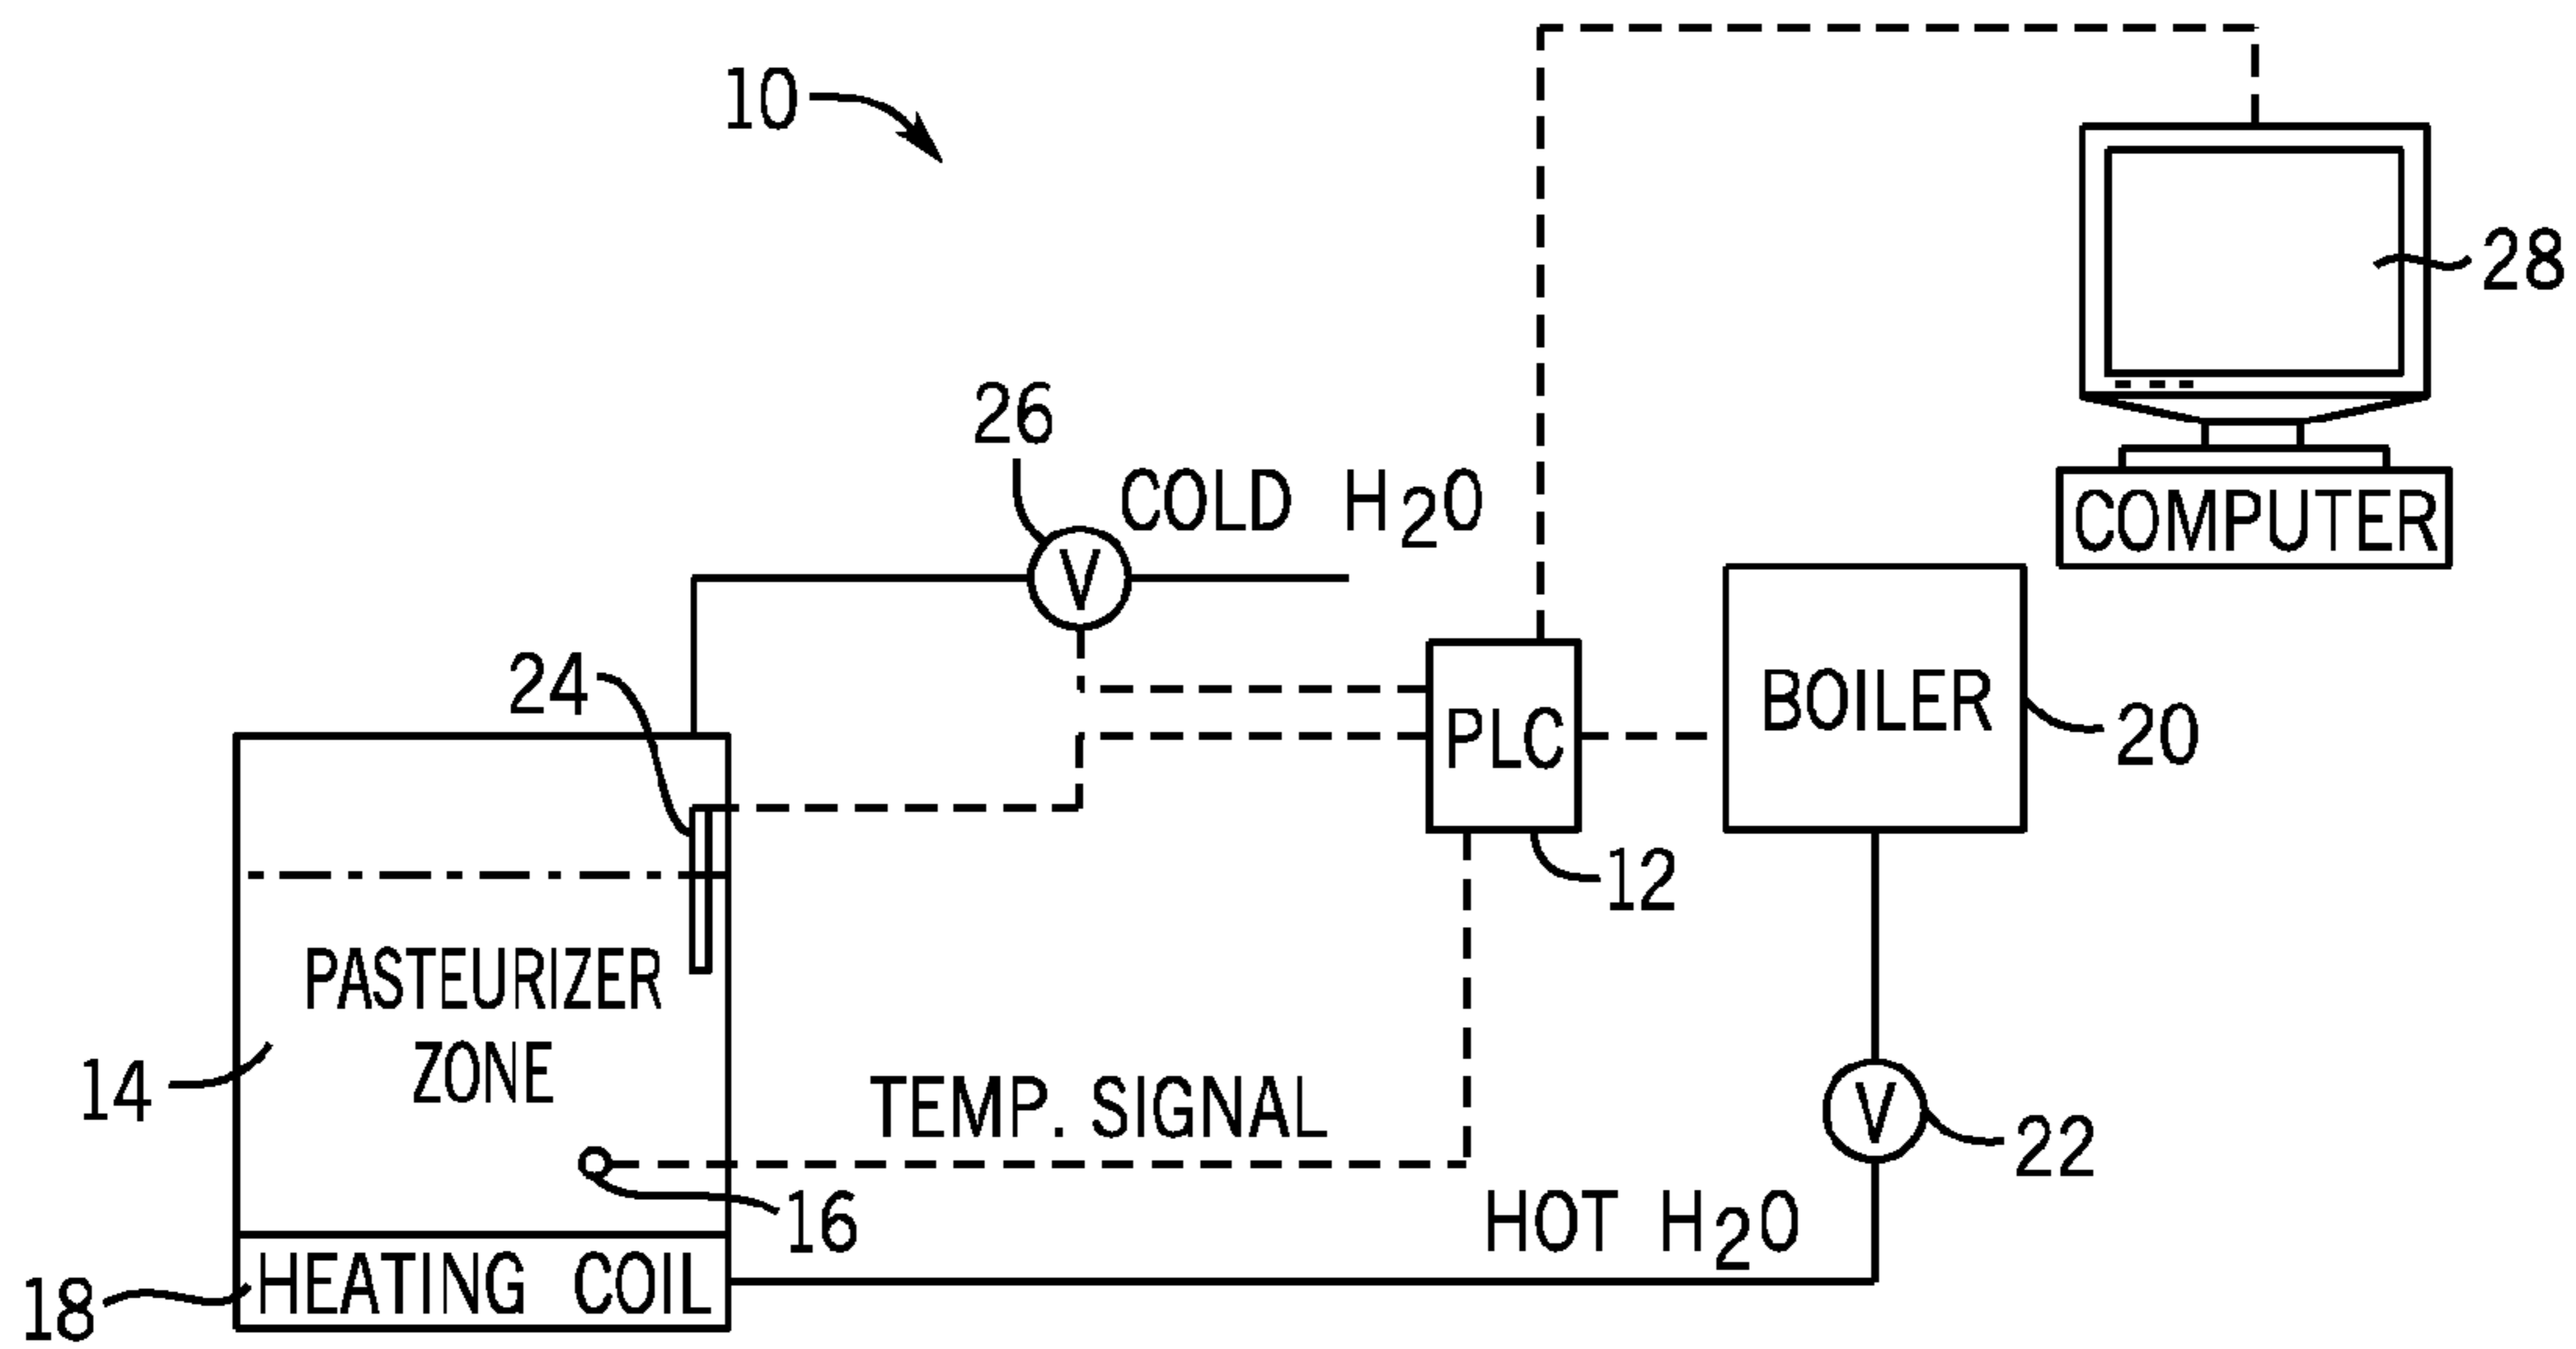 10
28
26
COLD H2O
COMPUTER
24
PLC
BOILER
20
12
PASTEURIZER
ZONE
14
TEMP. SIGNAL
V
V
22
16
HOT H2O
HEATING COIL
18